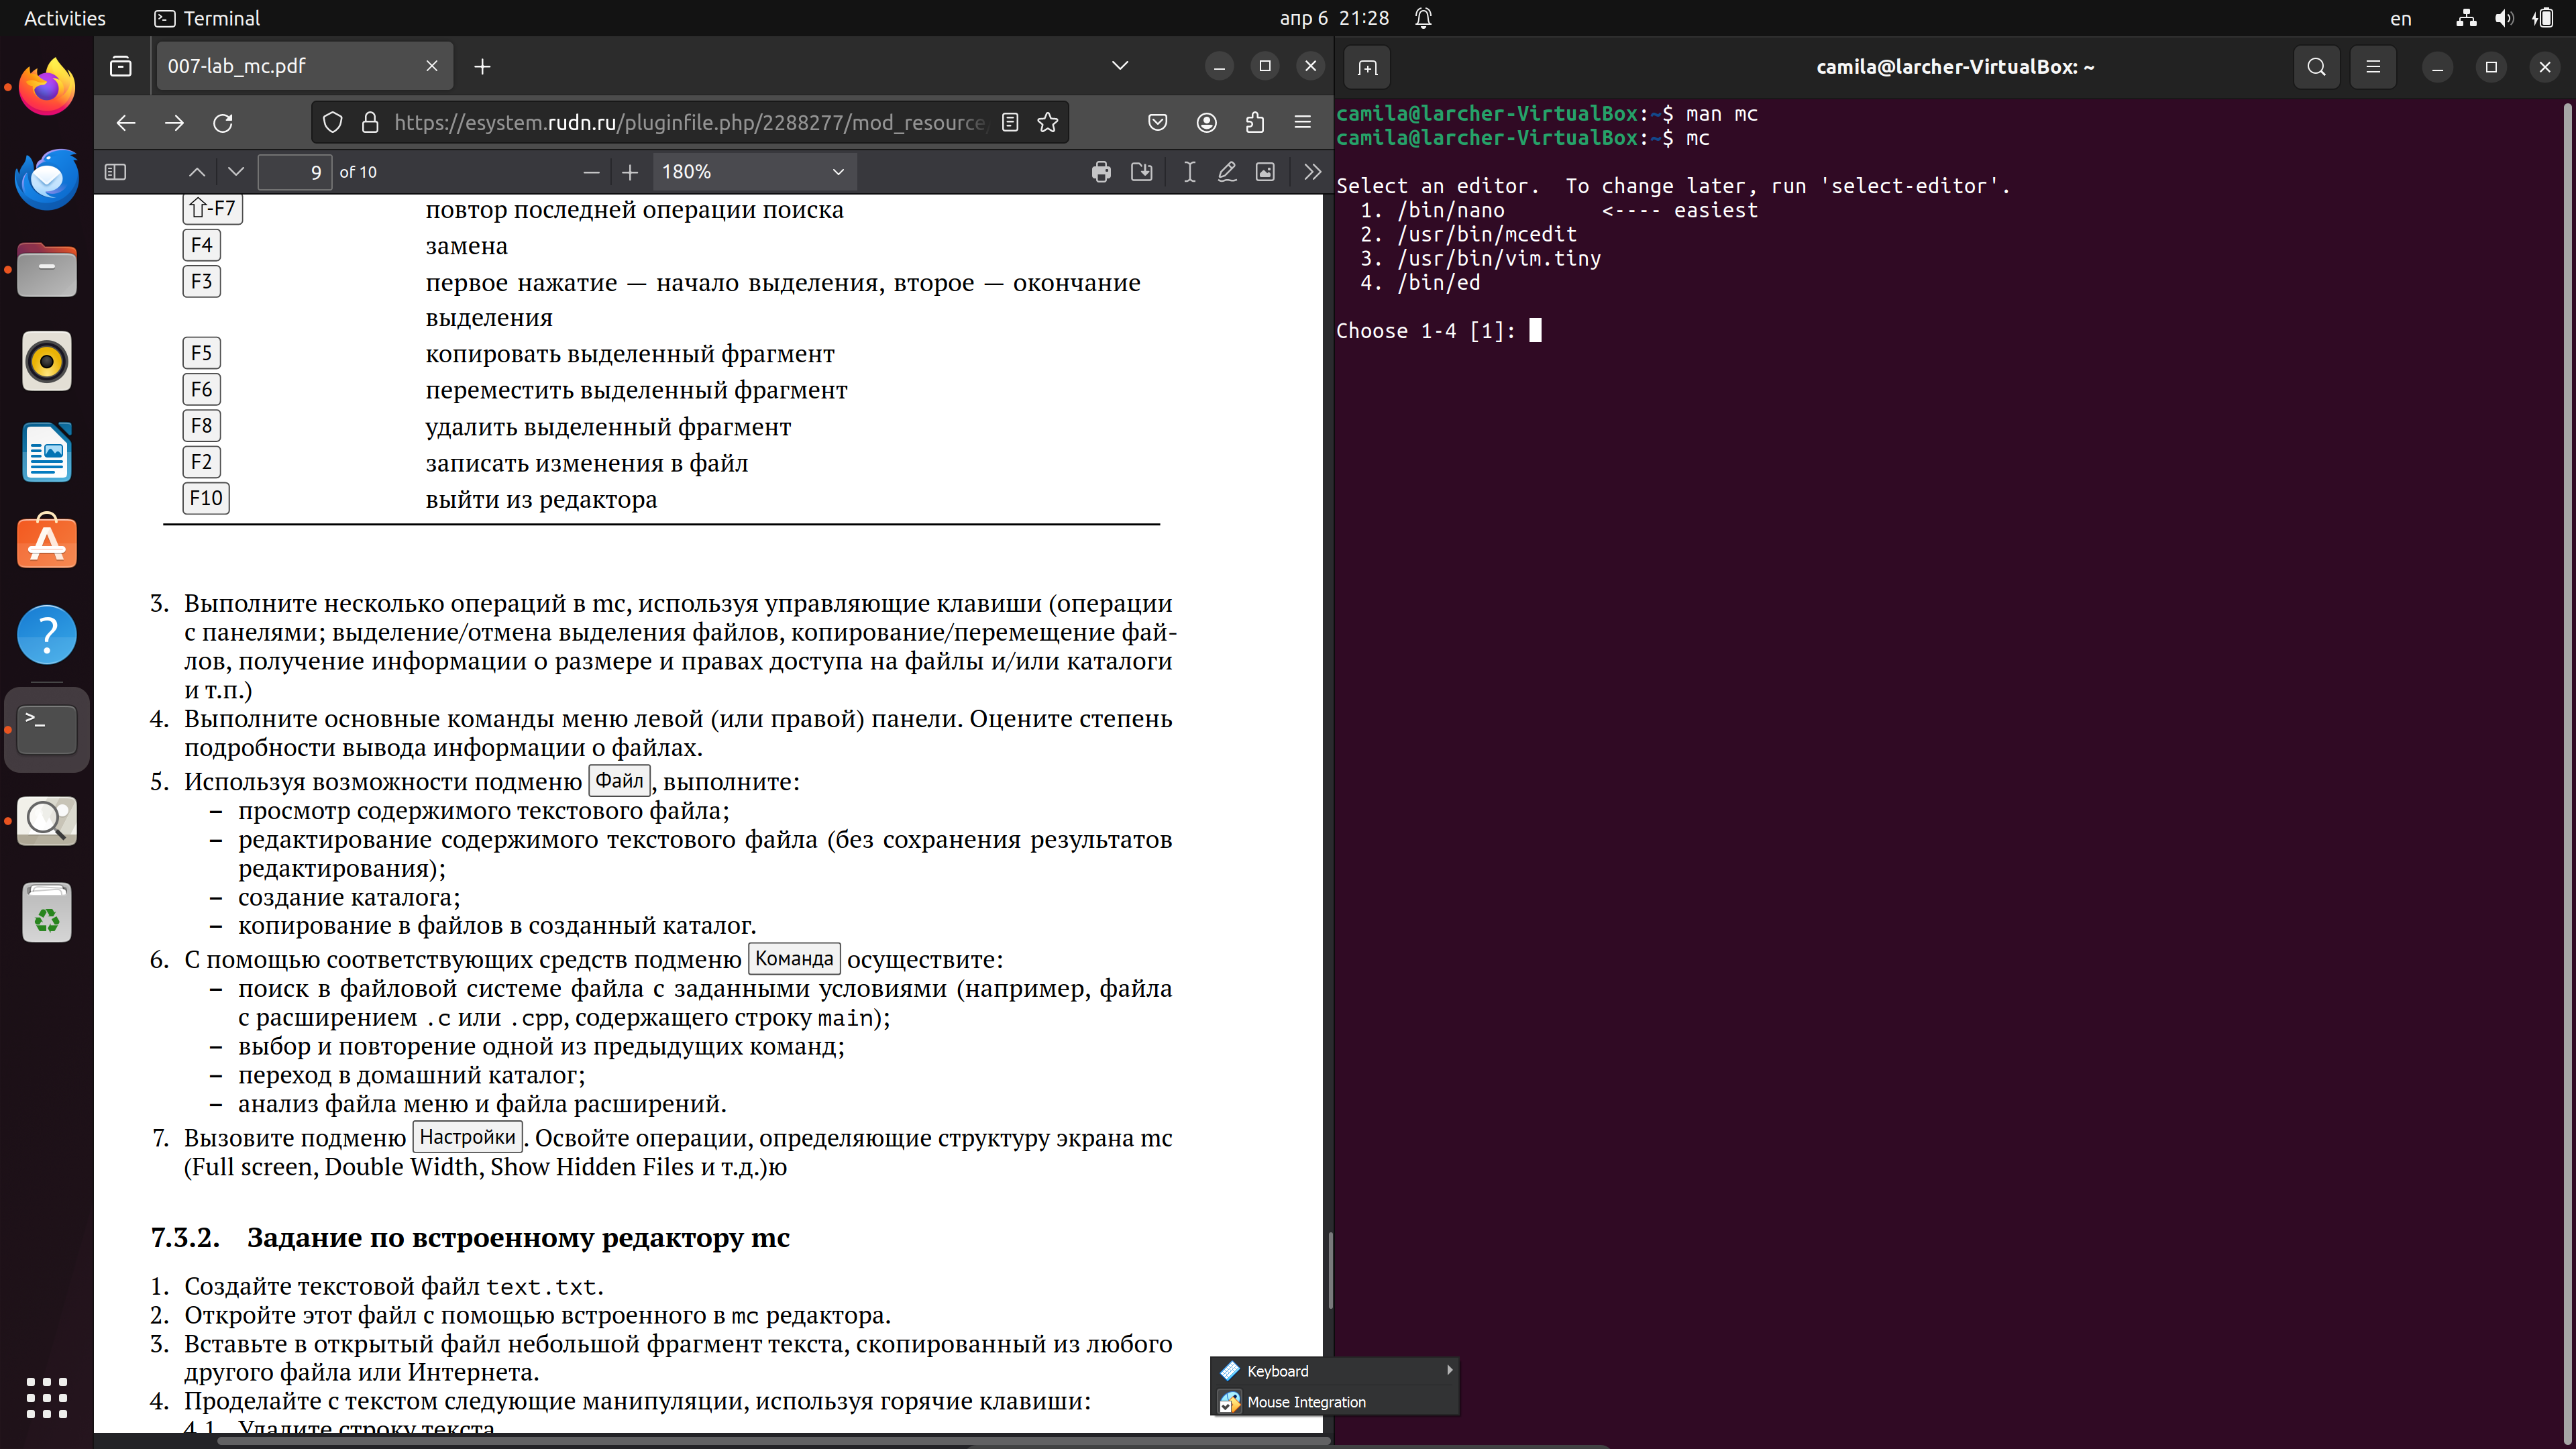 Activities
Terminal
апр 6 21:28
en
007-lab_mc.pdf
https://esystem.rudn.ru/pluginfile.php/2288277/mod_resource/
9 of 10
180%
⇧-F7 повтор последней операции поиска
F4 замена
F3 первое нажатие — начало выделения, второе — окончание
выделения
F5 копировать выделенный фрагмент
F6 переместить выделенный фрагмент
F8 удалить выделенный фрагмент
F2 записать изменения в файл
F10 выйти из редактора
3. Выполните несколько операций в mc, используя управляющие клавиши (операции
с панелями; выделение/отмена выделения файлов, копирование/перемещение фай-
лов, получение информации о размере и правах доступа на файлы и/или каталоги
и т.п.)
4. Выполните основные команды меню левой (или правой) панели. Оцените степень
подробности вывода информации о файлах.
5. Используя возможности подменю Файл, выполните:
– просмотр содержимого текстового файла;
– редактирование содержимого текстового файла (без сохранения результатов
редактирования);
– создание каталога;
– копирование в файлов в созданный каталог.
6. С помощью соответствующих средств подменю Команда осуществите:
– поиск в файловой системе файла с заданными условиями (например, файла
с расширением .c или .cpp, содержащего строку main);
– выбор и повторение одной из предыдущих команд;
– переход в домашний каталог;
– анализ файла меню и файла расширений.
7. Вызовите подменю Настройки. Освойте операции, определяющие структуру экрана mc
(Full screen, Double Width, Show Hidden Files и т.д.)ю
7.3.2. Задание по встроенному редактору mc
1. Создайте текстовой файл text.txt.
2. Откройте этот файл с помощью встроенного в mc редактора.
3. Вставьте в открытый файл небольшой фрагмент текста, скопированный из любого
другого файла или Интернета.
4. Проделайте с текстом следующие манипуляции, используя горячие клавиши:
4.1. Удалите строку текста.
camila@larcher-VirtualBox: ~
camila@larcher-VirtualBox:~$ man mc
camila@larcher-VirtualBox:~$ mc
Select an editor.  To change later, run 'select-editor'.
1. /bin/nano        <---- easiest
2. /usr/bin/mcedit
3. /usr/bin/vim.tiny
4. /bin/ed
Choose 1-4 [1]:
Keyboard
Mouse Integration